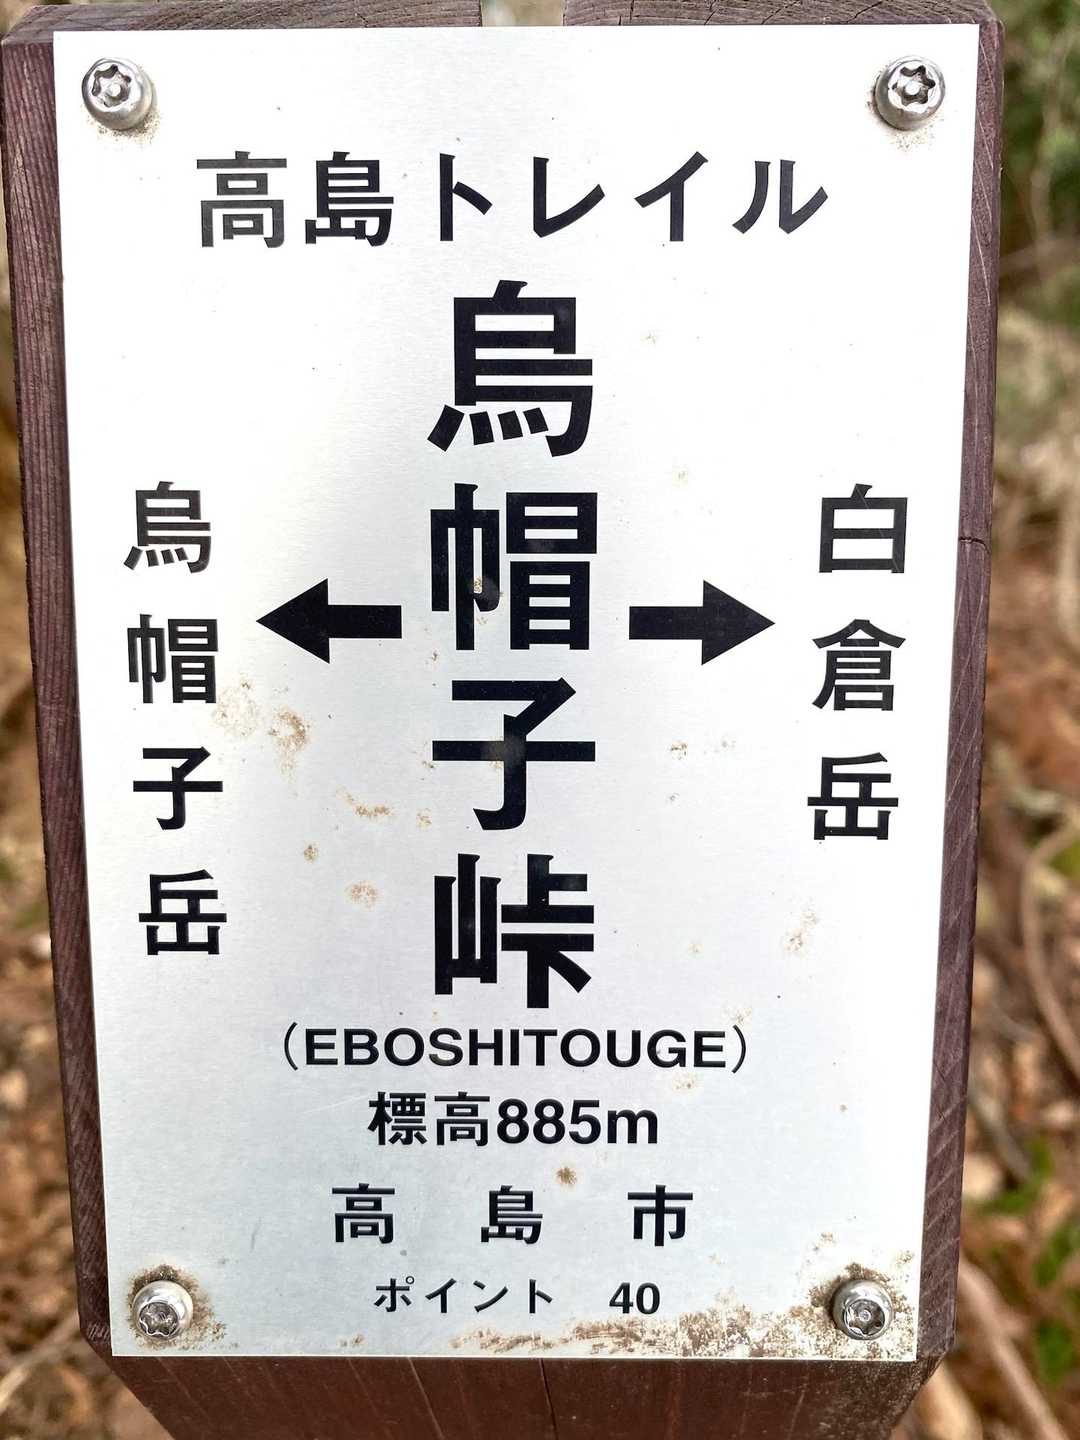 高島トレイル
烏帽子峠
烏帽子岳
←
→
白倉岳
（EBOSHITOUGE）
標高885m
高島市
ポイント 40